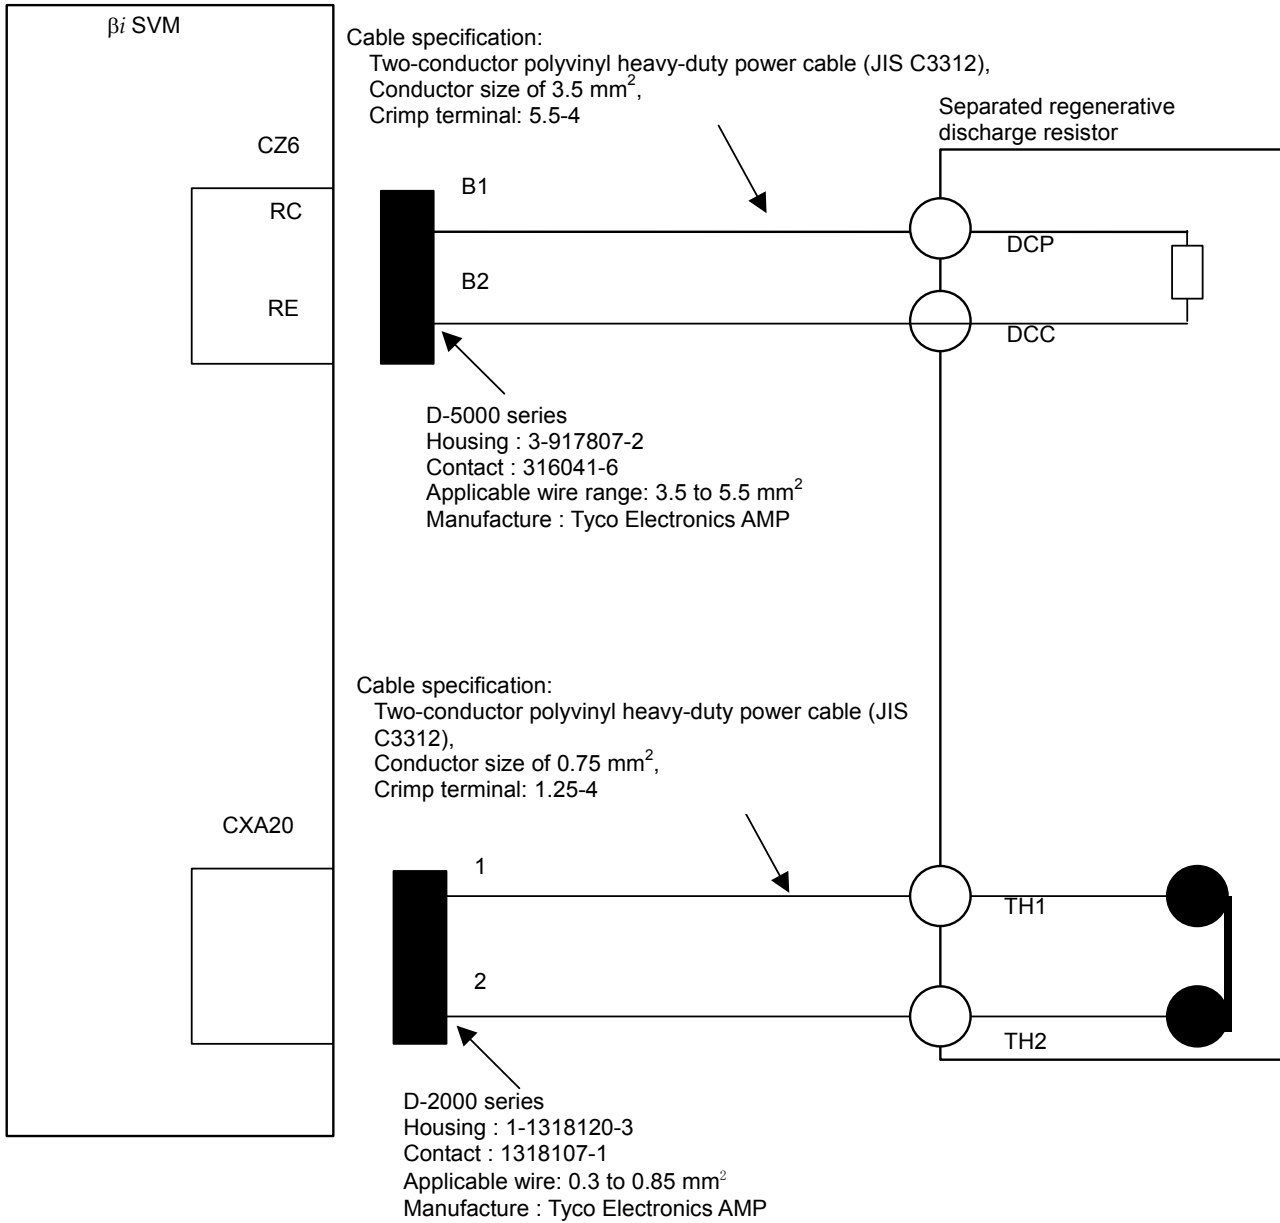 βi SVM
Cable specification:
Two-conductor polyvinyl heavy-duty power cable (JIS C3312),
Conductor size of 3.5 mm²,
Crimp terminal: 5.5-4
Separated regenerative
discharge resistor
CZ6
RC
RE
B1
B2
DCP
DCC
D-5000 series
Housing : 3-917807-2
Contact : 316041-6
Applicable wire range: 3.5 to 5.5 mm²
Manufacture : Tyco Electronics AMP
Cable specification:
Two-conductor polyvinyl heavy-duty power cable (JIS
C3312),
Conductor size of 0.75 mm²,
Crimp terminal: 1.25-4
CXA20
1
2
TH1
TH2
D-2000 series
Housing : 1-1318120-3
Contact : 1318107-1
Applicable wire: 0.3 to 0.85 mm²
Manufacture : Tyco Electronics AMP